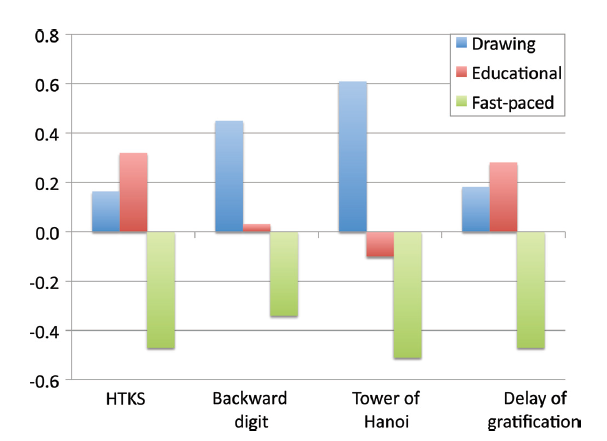 0.8
0.6
0.4
0.2
0.0
-0.2
-0.4
-0.6
Drawing
Educational
Fast-paced
HTKS
Backward
digit
Tower of
Hanoi
Delay of
gratification